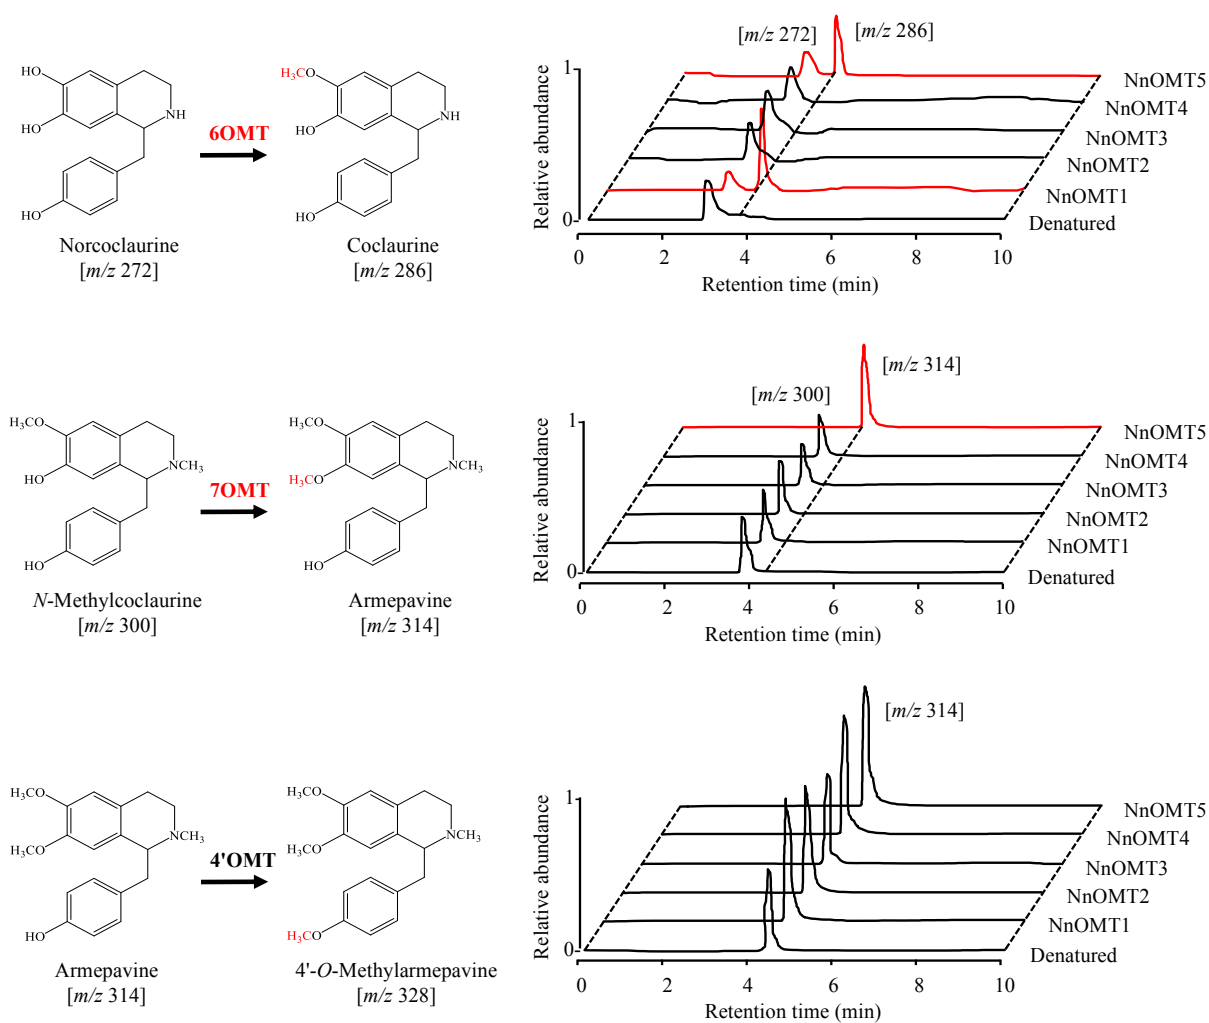 HO
HO
NH
HO
Norcoclaurine
[m/z 272]
6OMT
H₃CO
HO
NH
HO
Coclaurine
[m/z 286]
[m/z 272]
[m/z 286]
Relative abundance
1
0
NnOMT5
NnOMT4
NnOMT3
NnOMT2
NnOMT1
Denatured
0 2 4 6 8 10
Retention time (min)
H₃CO
HO
NCH₃
HO
N-Methylcoclaurine
[m/z 300]
7OMT
H₃CO
H₃CO
NCH₃
HO
Armepavine
[m/z 314]
[m/z 300]
[m/z 314]
Relative abundance
1
0
NnOMT5
NnOMT4
NnOMT3
NnOMT2
NnOMT1
Denatured
0 2 4 6 8 10
Retention time (min)
H₃CO
H₃CO
NCH₃
HO
Armepavine
[m/z 314]
4'OMT
H₃CO
H₃CO
NCH₃
H₃CO
4'-O-Methylarmepavine
[m/z 328]
[m/z 314]
Relative abundance
1
0
NnOMT5
NnOMT4
NnOMT3
NnOMT2
NnOMT1
Denatured
0 2 4 6 8 10
Retention time (min)